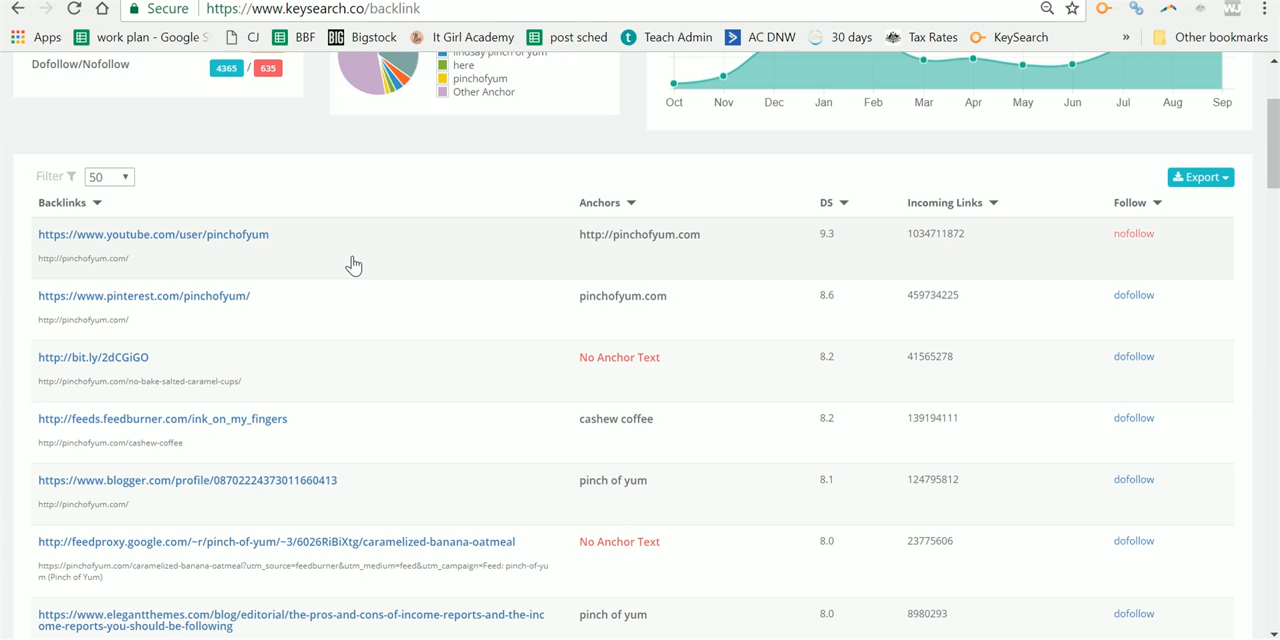 Secure https://www.keysearch.co/backlink
Apps work plan - Google S CJ BBF BIG Bigstock It Girl Academy post sched t Teach Admin AC DNW 30 days Tax Rates KeySearch » Other bookmarks
Dofollow/Nofollow 4365 / 635
lindsay pinch of yum
here
pinchofyum
Other Anchor
Oct Nov Dec Jan Feb Mar Apr May Jun Jul Aug Sep
Filter 50 Export
Backlinks Anchors DS Incoming Links Follow
https://www.youtube.com/user/pinchofyum http://pinchofyum.com 9.3 1034711872 nofollow
http://pinchofyum.com/
https://www.pinterest.com/pinchofyum/ pinchofyum.com 8.6 459734225 dofollow
http://pinchofyum.com/
http://bit.ly/2dCGiGO No Anchor Text 8.2 41565278 dofollow
http://pinchofyum.com/no-bake-salted-caramel-cups/
http://feeds.feedburner.com/ink_on_my_fingers cashew coffee 8.2 139194111 dofollow
http://pinchofyum.com/cashew-coffee
https://www.blogger.com/profile/08702224373011660413 pinch of yum 8.1 124795812 dofollow
http://pinchofyum.com/
http://feedproxy.google.com/~r/pinch-of-yum/~3/6026RiBiXtg/caramelized-banana-oatmeal No Anchor Text 8.0 23775606 dofollow
https://pinchofyum.com/caramelized-banana-oatmeal?utm_source=feedburner&utm_medium=feed&utm_campaign=Feed: pinch-of-yu
m (Pinch of Yum)
https://www.elegantthemes.com/blog/editorial/the-pros-and-cons-of-income-reports-and-the-inc pinch of yum 8.0 8980293 dofollow
ome-reports-you-should-be-following